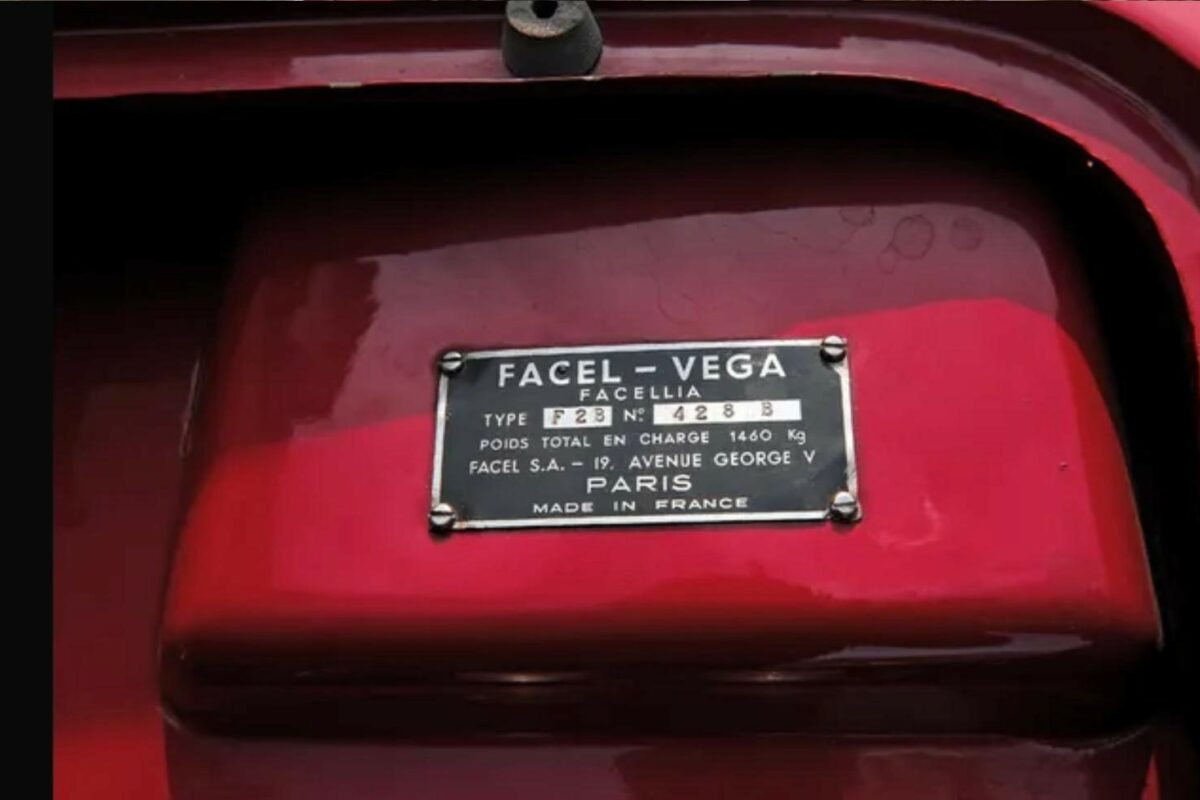 FACEL – VEGA
FACELLIA
TYPE F2B Nº 428 B
POIDS TOTAL EN CHARGE 1460 Kg
FACEL S.A. – 19, AVENUE GEORGE V
PARIS
MADE IN FRANCE